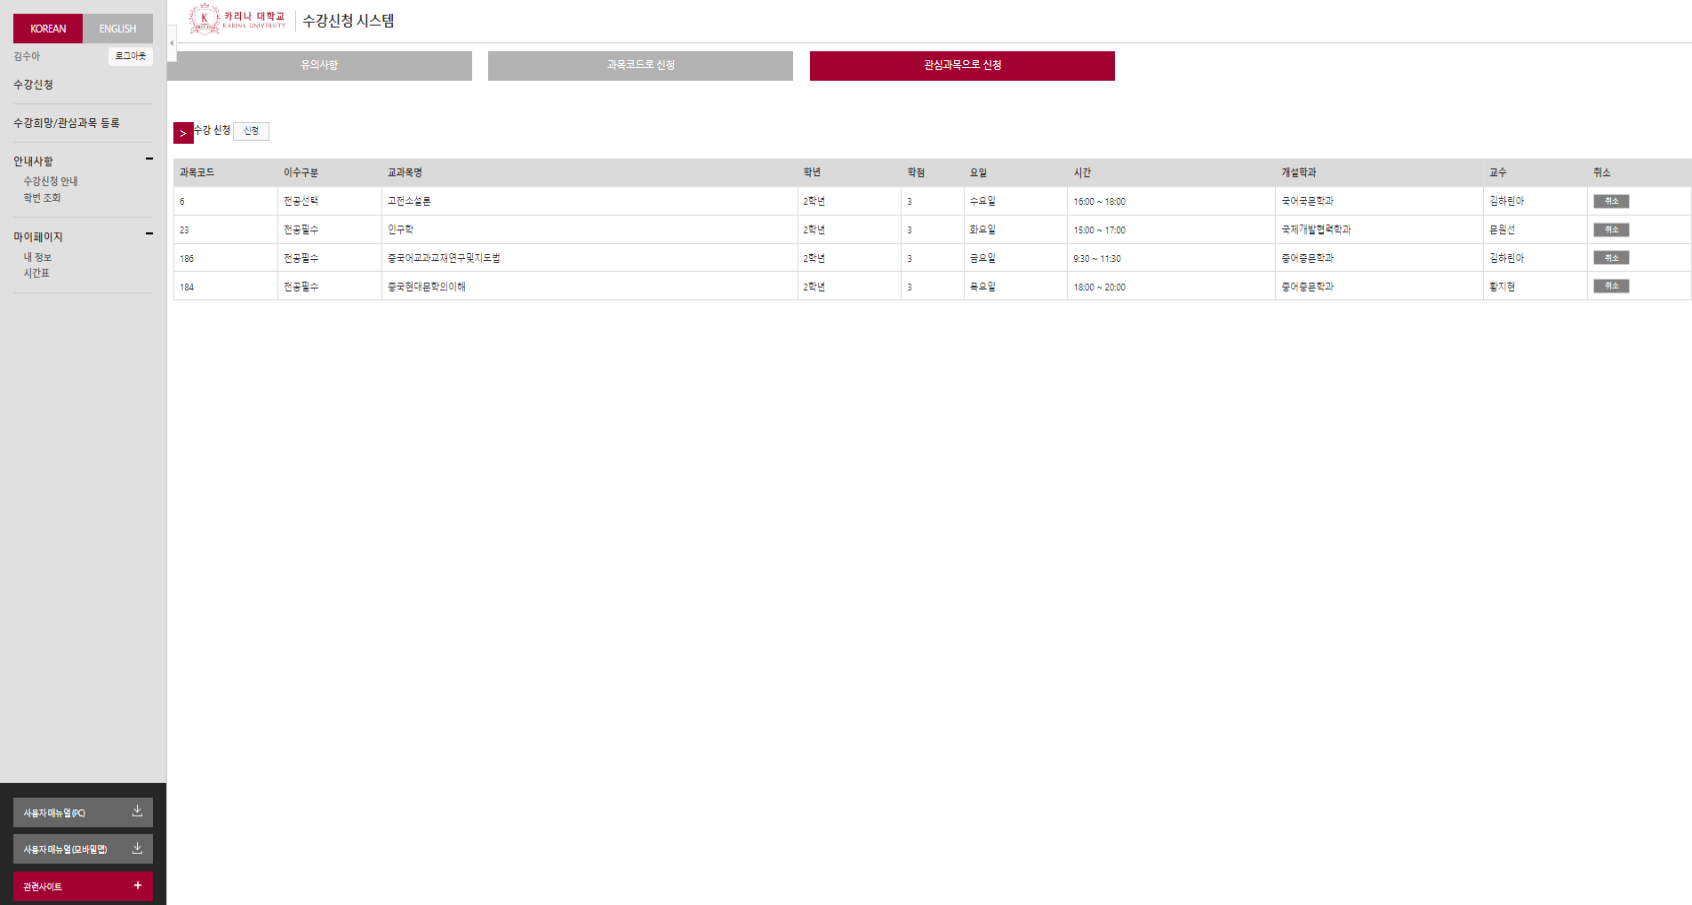 KOREAN ENGLISH
김수아 로그아웃
수강신청
수강희망/관심과목 등록
안내사항
수강신청 안내
학번 조회
마이페이지
내 정보
시간표
사용자 매뉴얼(PC)
사용자 매뉴얼(모바일앱)
관련사이트 +
K 카리나 대학교
KARINA UNIVERSITY
수강신청 시스템
유의사항 과목코드로 신청 관심과목으로 신청
> 수강 신청 신청
과목코드 이수구분 교과목명 학년 학점 요일 시간 개설학과 교수 취소
6 전공선택 고전소설론 2학년 3 수요일 16:00 ~ 18:00 국어국문학과 김하린아 취소
23 전공필수 인구학 2학년 3 화요일 15:00 ~ 17:00 국제개발협력학과 문원선 취소
186 전공필수 중국어교과교재연구및지도법 2학년 3 금요일 9:30 ~ 11:30 중어중문학과 김하린아 취소
184 전공필수 중국현대문학의이해 2학년 3 목요일 18:00 ~ 20:00 중어중문학과 황지현 취소